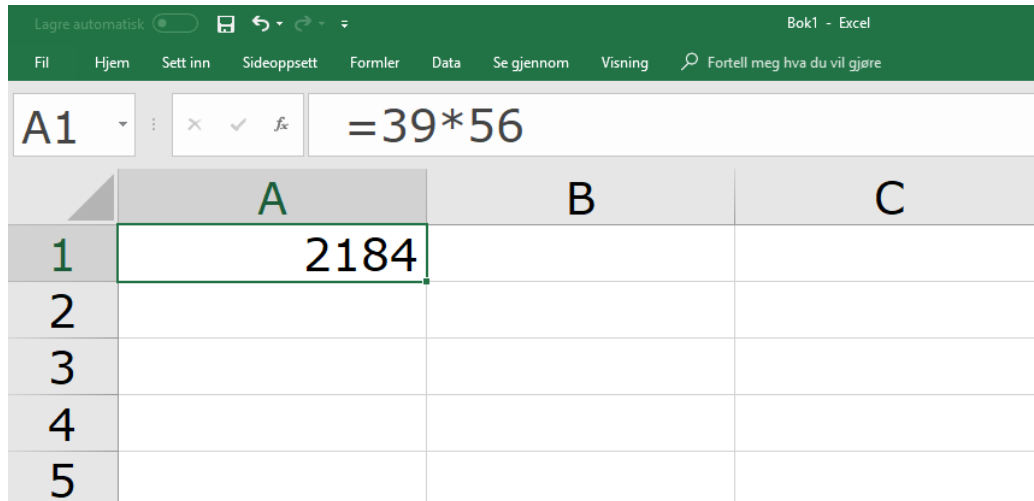 Lagre automatisk Bok1 - Excel
Fil Hjem Sett inn Sideoppsett Formler Data Se gjennom Visning Fortell meg hva du vil gjøre
A1 fx =39*56
A B C
1 2184
2
3
4
5